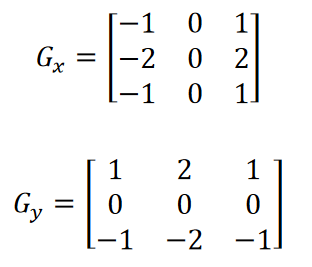 −1 0 1
Gₓ = −2 0 2
−1 0 1
1 2 1
Gᵧ = 0 0 0
−1 −2 −1